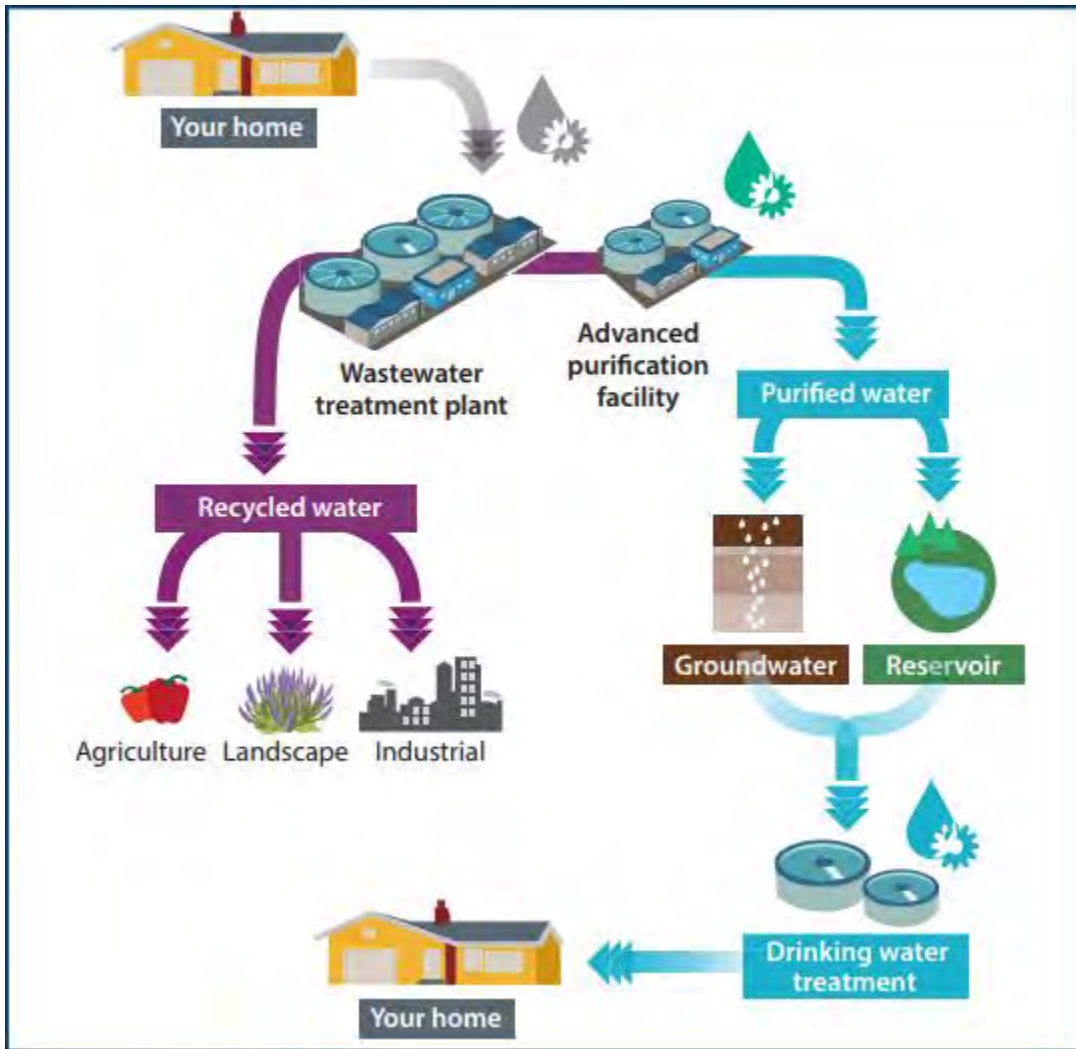 Your home
Wastewater
treatment plant
Advanced
purification
facility
Purified water
Recycled water
Groundwater
Reservoir
Agriculture
Landscape
Industrial
Drinking water
treatment
Your home